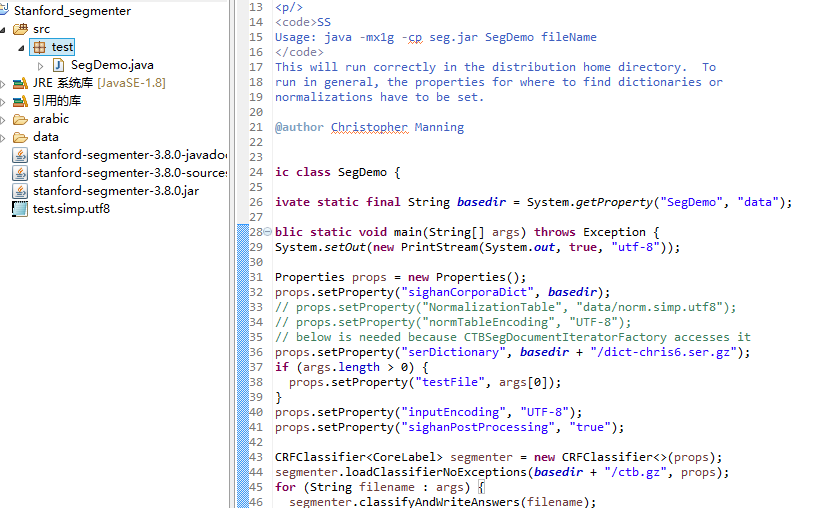 Stanford_segmenter
src
test
SegDemo.java
JRE 系统库 [JavaSE-1.8]
引用的库
arabic
data
stanford-segmenter-3.8.0-javadoc
stanford-segmenter-3.8.0-sources
stanford-segmenter-3.8.0.jar
test.simp.utf8
13 <p/>
14 <code>SS
15 Usage: java -mx1g -cp seg.jar SegDemo fileName
16 </code>
17 This will run correctly in the distribution home directory.  To
18 run in general, the properties for where to find dictionaries or
19 normalizations have to be set.
20
21 @author Christopher Manning
22
23
24 ic class SegDemo {
25
26 ivate static final String basedir = System.getProperty("SegDemo", "data");
27
28 blic static void main(String[] args) throws Exception {
29 System.setOut(new PrintStream(System.out, true, "utf-8"));
30
31 Properties props = new Properties();
32 props.setProperty("sighanCorporaDict", basedir);
33 // props.setProperty("NormalizationTable", "data/norm.simp.utf8");
34 // props.setProperty("normTableEncoding", "UTF-8");
35 // below is needed because CTBSegDocumentIteratorFactory accesses it
36 props.setProperty("serDictionary", basedir + "/dict-chris6.ser.gz");
37 if (args.length > 0) {
38   props.setProperty("testFile", args[0]);
39 }
40 props.setProperty("inputEncoding", "UTF-8");
41 props.setProperty("sighanPostProcessing", "true");
42
43 CRFClassifier<CoreLabel> segmenter = new CRFClassifier<>(props);
44 segmenter.loadClassifierNoExceptions(basedir + "/ctb.gz", props);
45 for (String filename : args) {
46   segmenter.classifyAndWriteAnswers(filename);